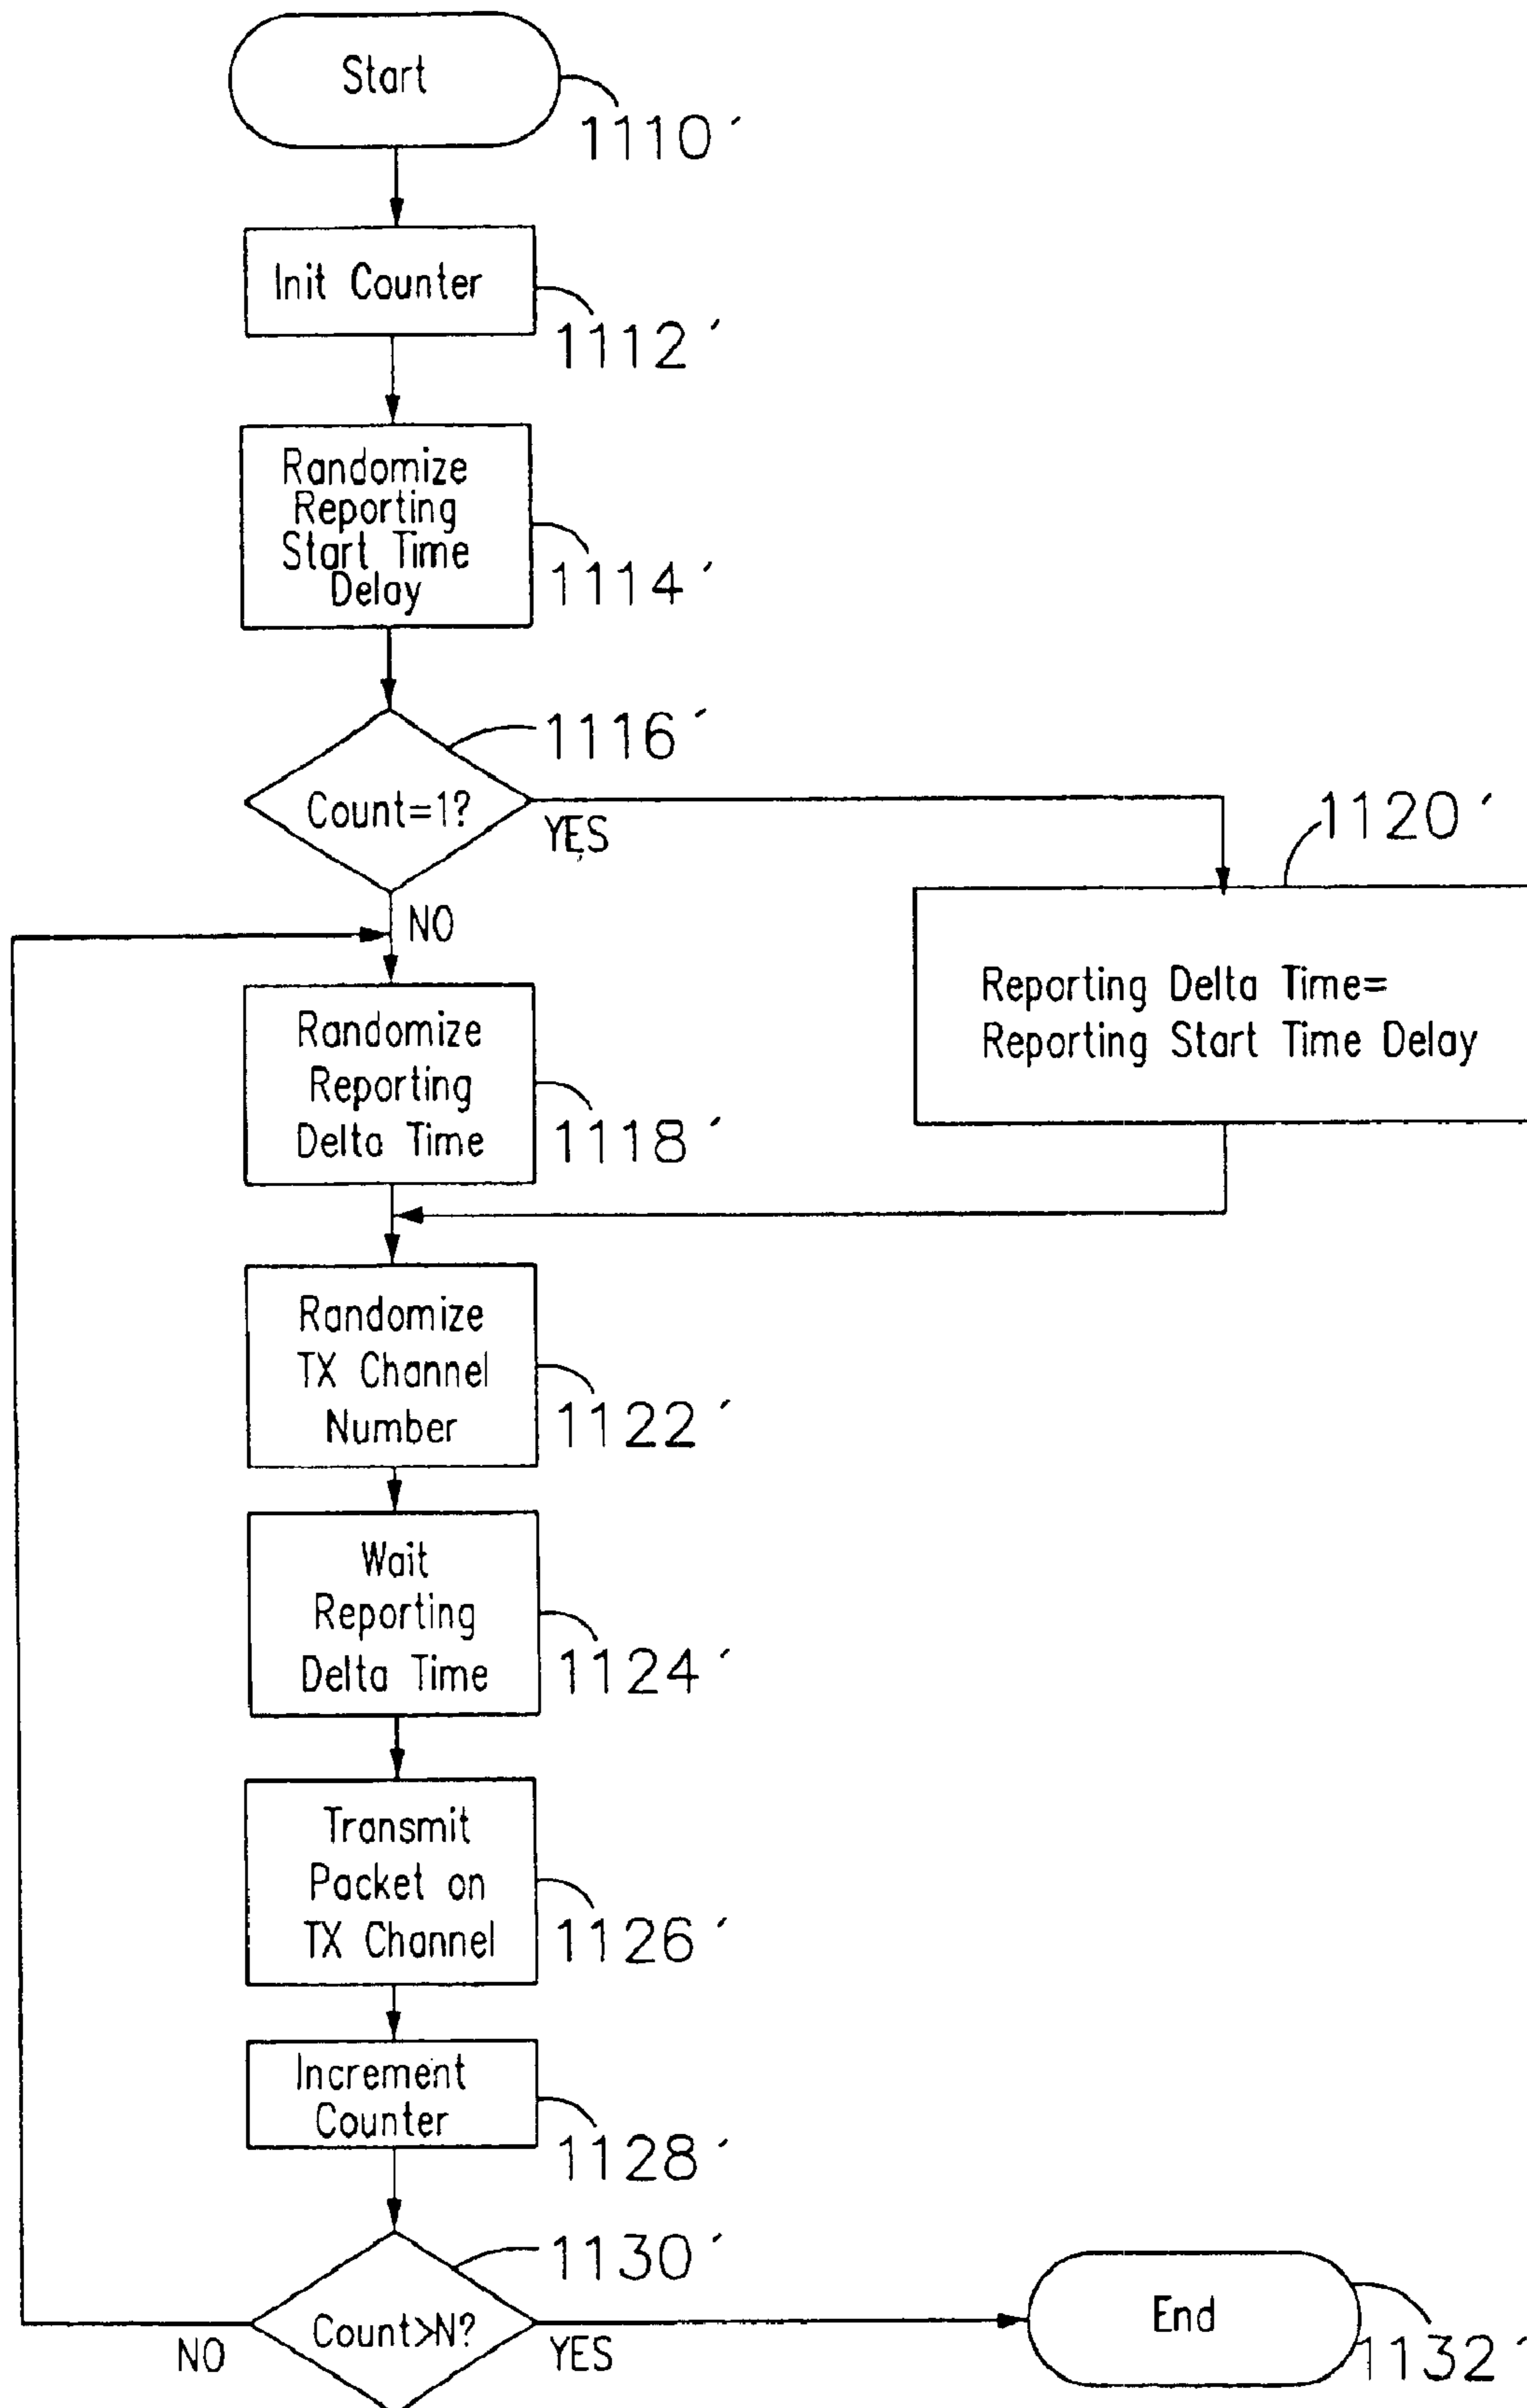 Start
1110´
Init Counter
1112´
Randomize
Reporting
Start Time
Delay
1114´
1116´
Count=1?
YES
NO
1120´
Reporting Delta Time=
Reporting Start Time Delay
Randomize
Reporting
Delta Time
1118´
Randomize
TX Channel
Number
1122´
Wait
Reporting
Delta Time
1124´
Transmit
Packet on
TX Channel
1126´
Increment
Counter
1128´
1130´
Count>N?
NO
YES
End
1132´